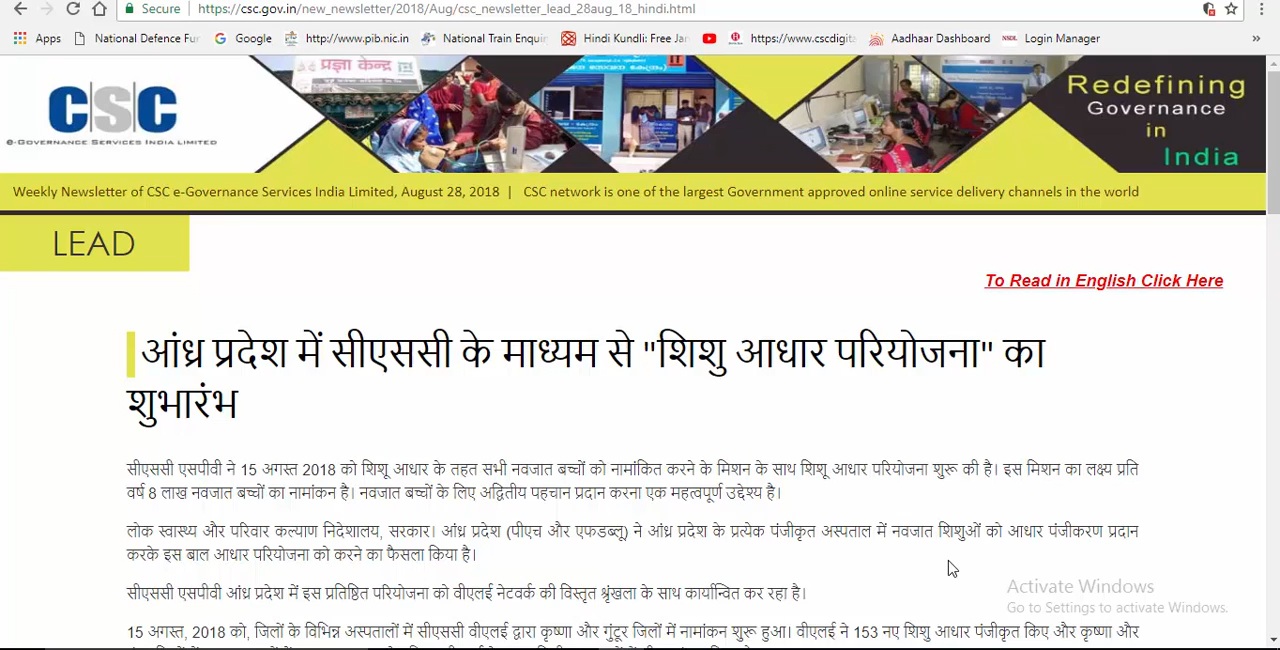 Secure | https://csc.gov.in/new_newsletter/2018/Aug/csc_newsletter_lead_28aug_18_hindi.html
Apps National Defence Fur Google http://www.pib.nic.in National Train Enquir Hindi Kundli: Free Jan https://www.cscdigita Aadhaar Dashboard NSDL Login Manager »
CSC
e-Governance Services India Limited
प्रज्ञा केन्द्र
Redefining
Governance
in
India
Weekly Newsletter of CSC e-Governance Services India Limited, August 28, 2018 | CSC network is one of the largest Government approved online service delivery channels in the world
LEAD
To Read in English Click Here
आंध्र प्रदेश में सीएससी के माध्यम से "शिशु आधार परियोजना" का
शुभारंभ
सीएससी एसपीवी ने 15 अगस्त 2018 को शिशू आधार के तहत सभी नवजात बच्चों को नामांकित करने के मिशन के साथ शिशू आधार परियोजना शुरू की है। इस मिशन का लक्ष्य प्रति
वर्ष 8 लाख नवजात बच्चों का नामांकन है। नवजात बच्चों के लिए अद्वितीय पहचान प्रदान करना एक महत्वपूर्ण उद्देश्य है।
लोक स्वास्थ्य और परिवार कल्याण निदेशालय, सरकार। आंध्र प्रदेश (पीएच और एफडब्लू) ने आंध्र प्रदेश के प्रत्येक पंजीकृत अस्पताल में नवजात शिशुओं को आधार पंजीकरण प्रदान
करके इस बाल आधार परियोजना को करने का फैसला किया है।
सीएससी एसपीवी आंध्र प्रदेश में इस प्रतिष्ठित परियोजना को वीएलई नेटवर्क की विस्तृत श्रृंखला के साथ कार्यान्वित कर रहा है।
Activate Windows
Go to Settings to activate Windows.
15 अगस्त, 2018 को, जिलों के विभिन्न अस्पतालों में सीएससी वीएलई द्वारा कृष्णा और गुंटूर जिलों में नामांकन शुरू हुआ। वीएलई ने 153 नए शिशु आधार पंजीकृत किए और कृष्णा और